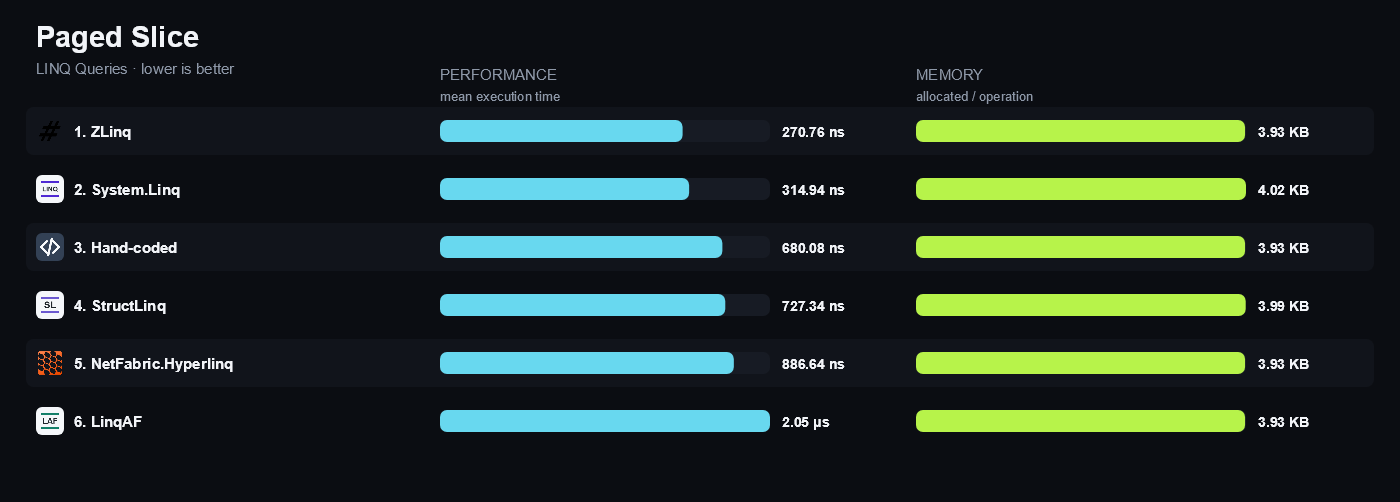 Paged Slice
LINQ Queries · lower is better
PERFORMANCE
mean execution time
MEMORY
allocated / operation
# 1. ZLinq 270.76 ns 3.93 KB
LINQ 2. System.Linq 314.94 ns 4.02 KB
</> 3. Hand-coded 680.08 ns 3.93 KB
SL 4. StructLinq 727.34 ns 3.99 KB
5. NetFabric.Hyperlinq 886.64 ns 3.93 KB
LAF 6. LinqAF 2.05 µs 3.93 KB